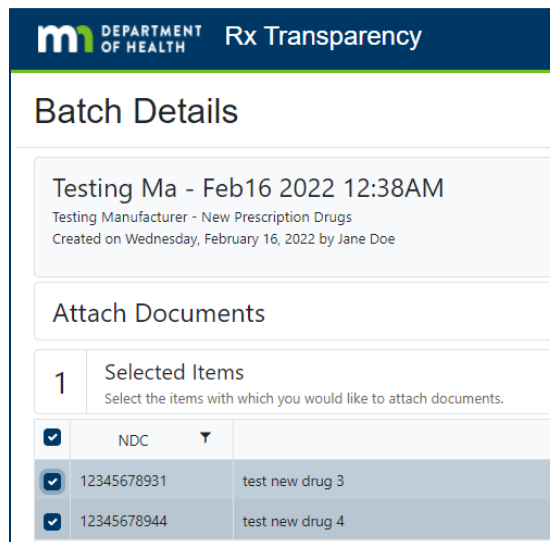 mn DEPARTMENT OF HEALTH Rx Transparency
Batch Details
Testing Ma - Feb16 2022 12:38AM
Testing Manufacturer - New Prescription Drugs
Created on Wednesday, February 16, 2022 by Jane Doe
Attach Documents
1 Selected Items
Select the items with which you would like to attach documents.
NDC
12345678931 test new drug 3
12345678944 test new drug 4